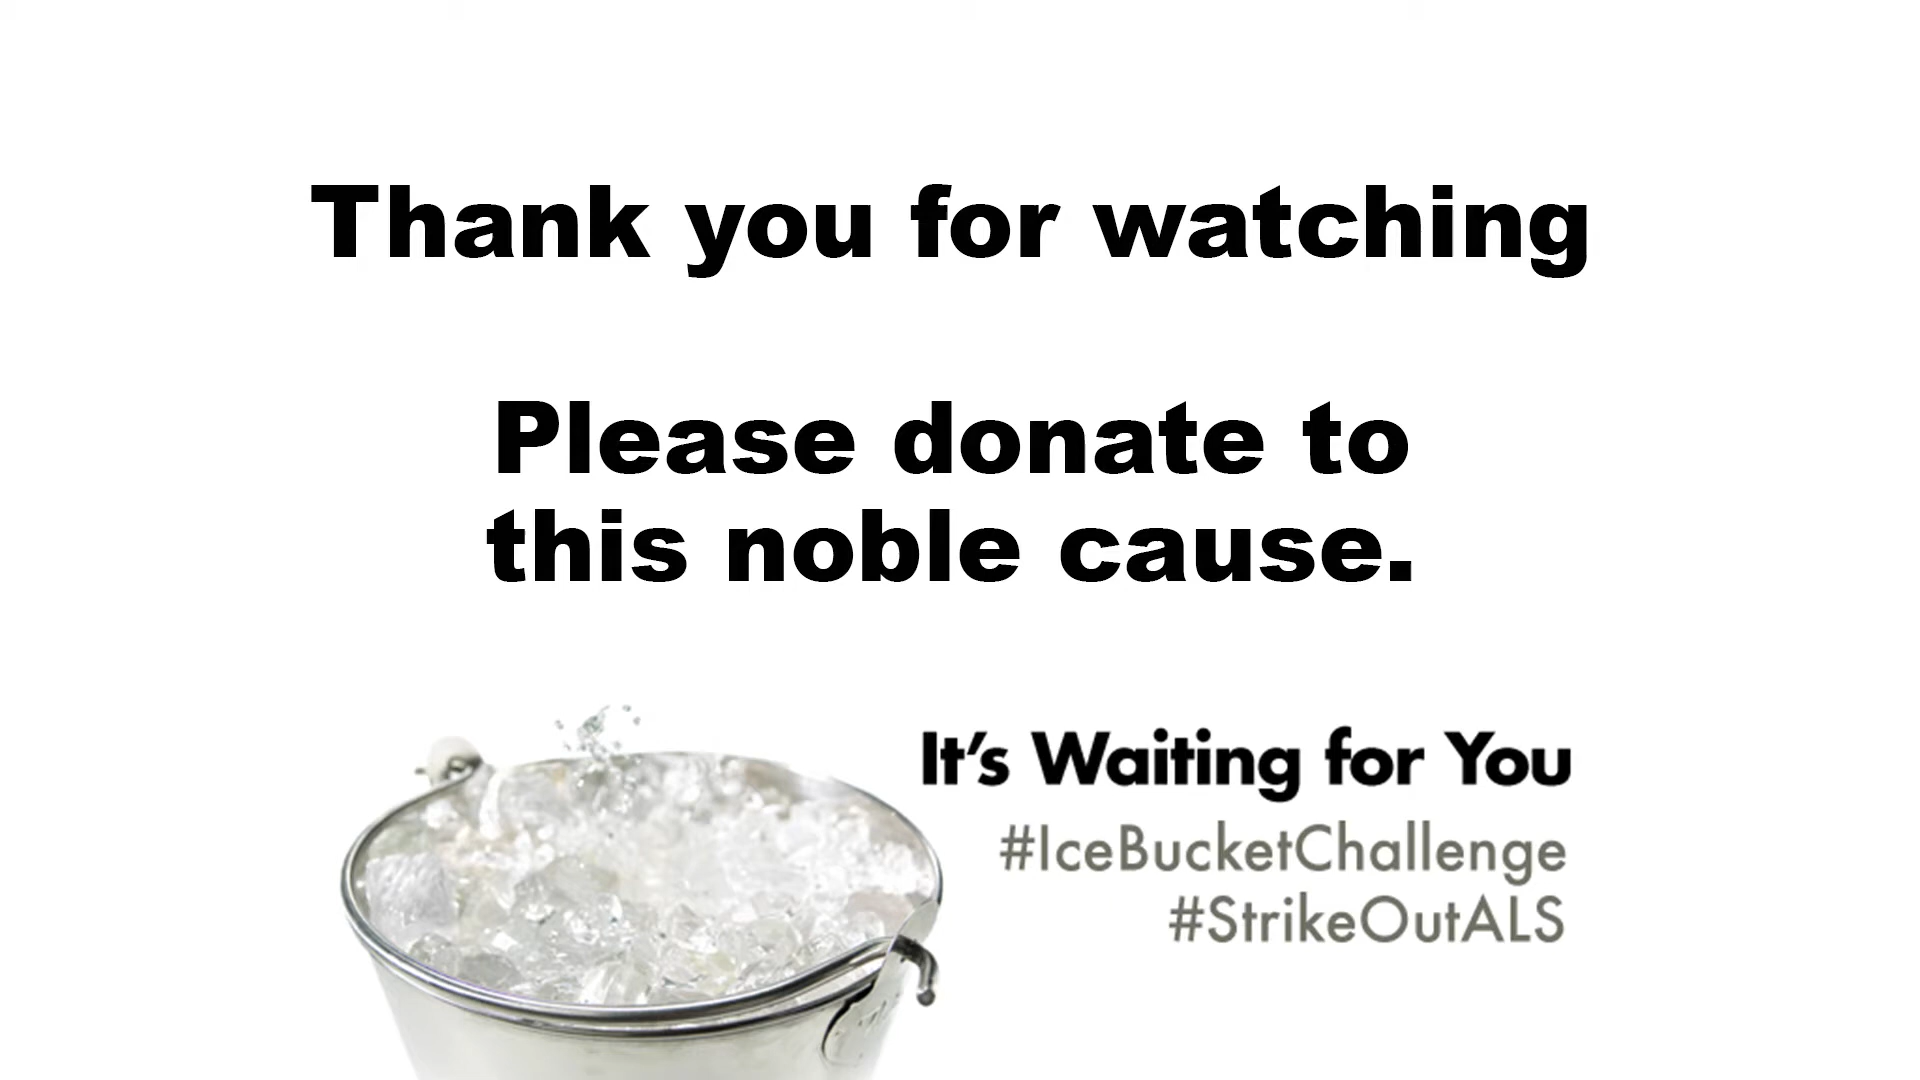 Thank you for watching
Please donate to
this noble cause.
It's Waiting for You
#IceBucketChallenge
#StrikeOutALS